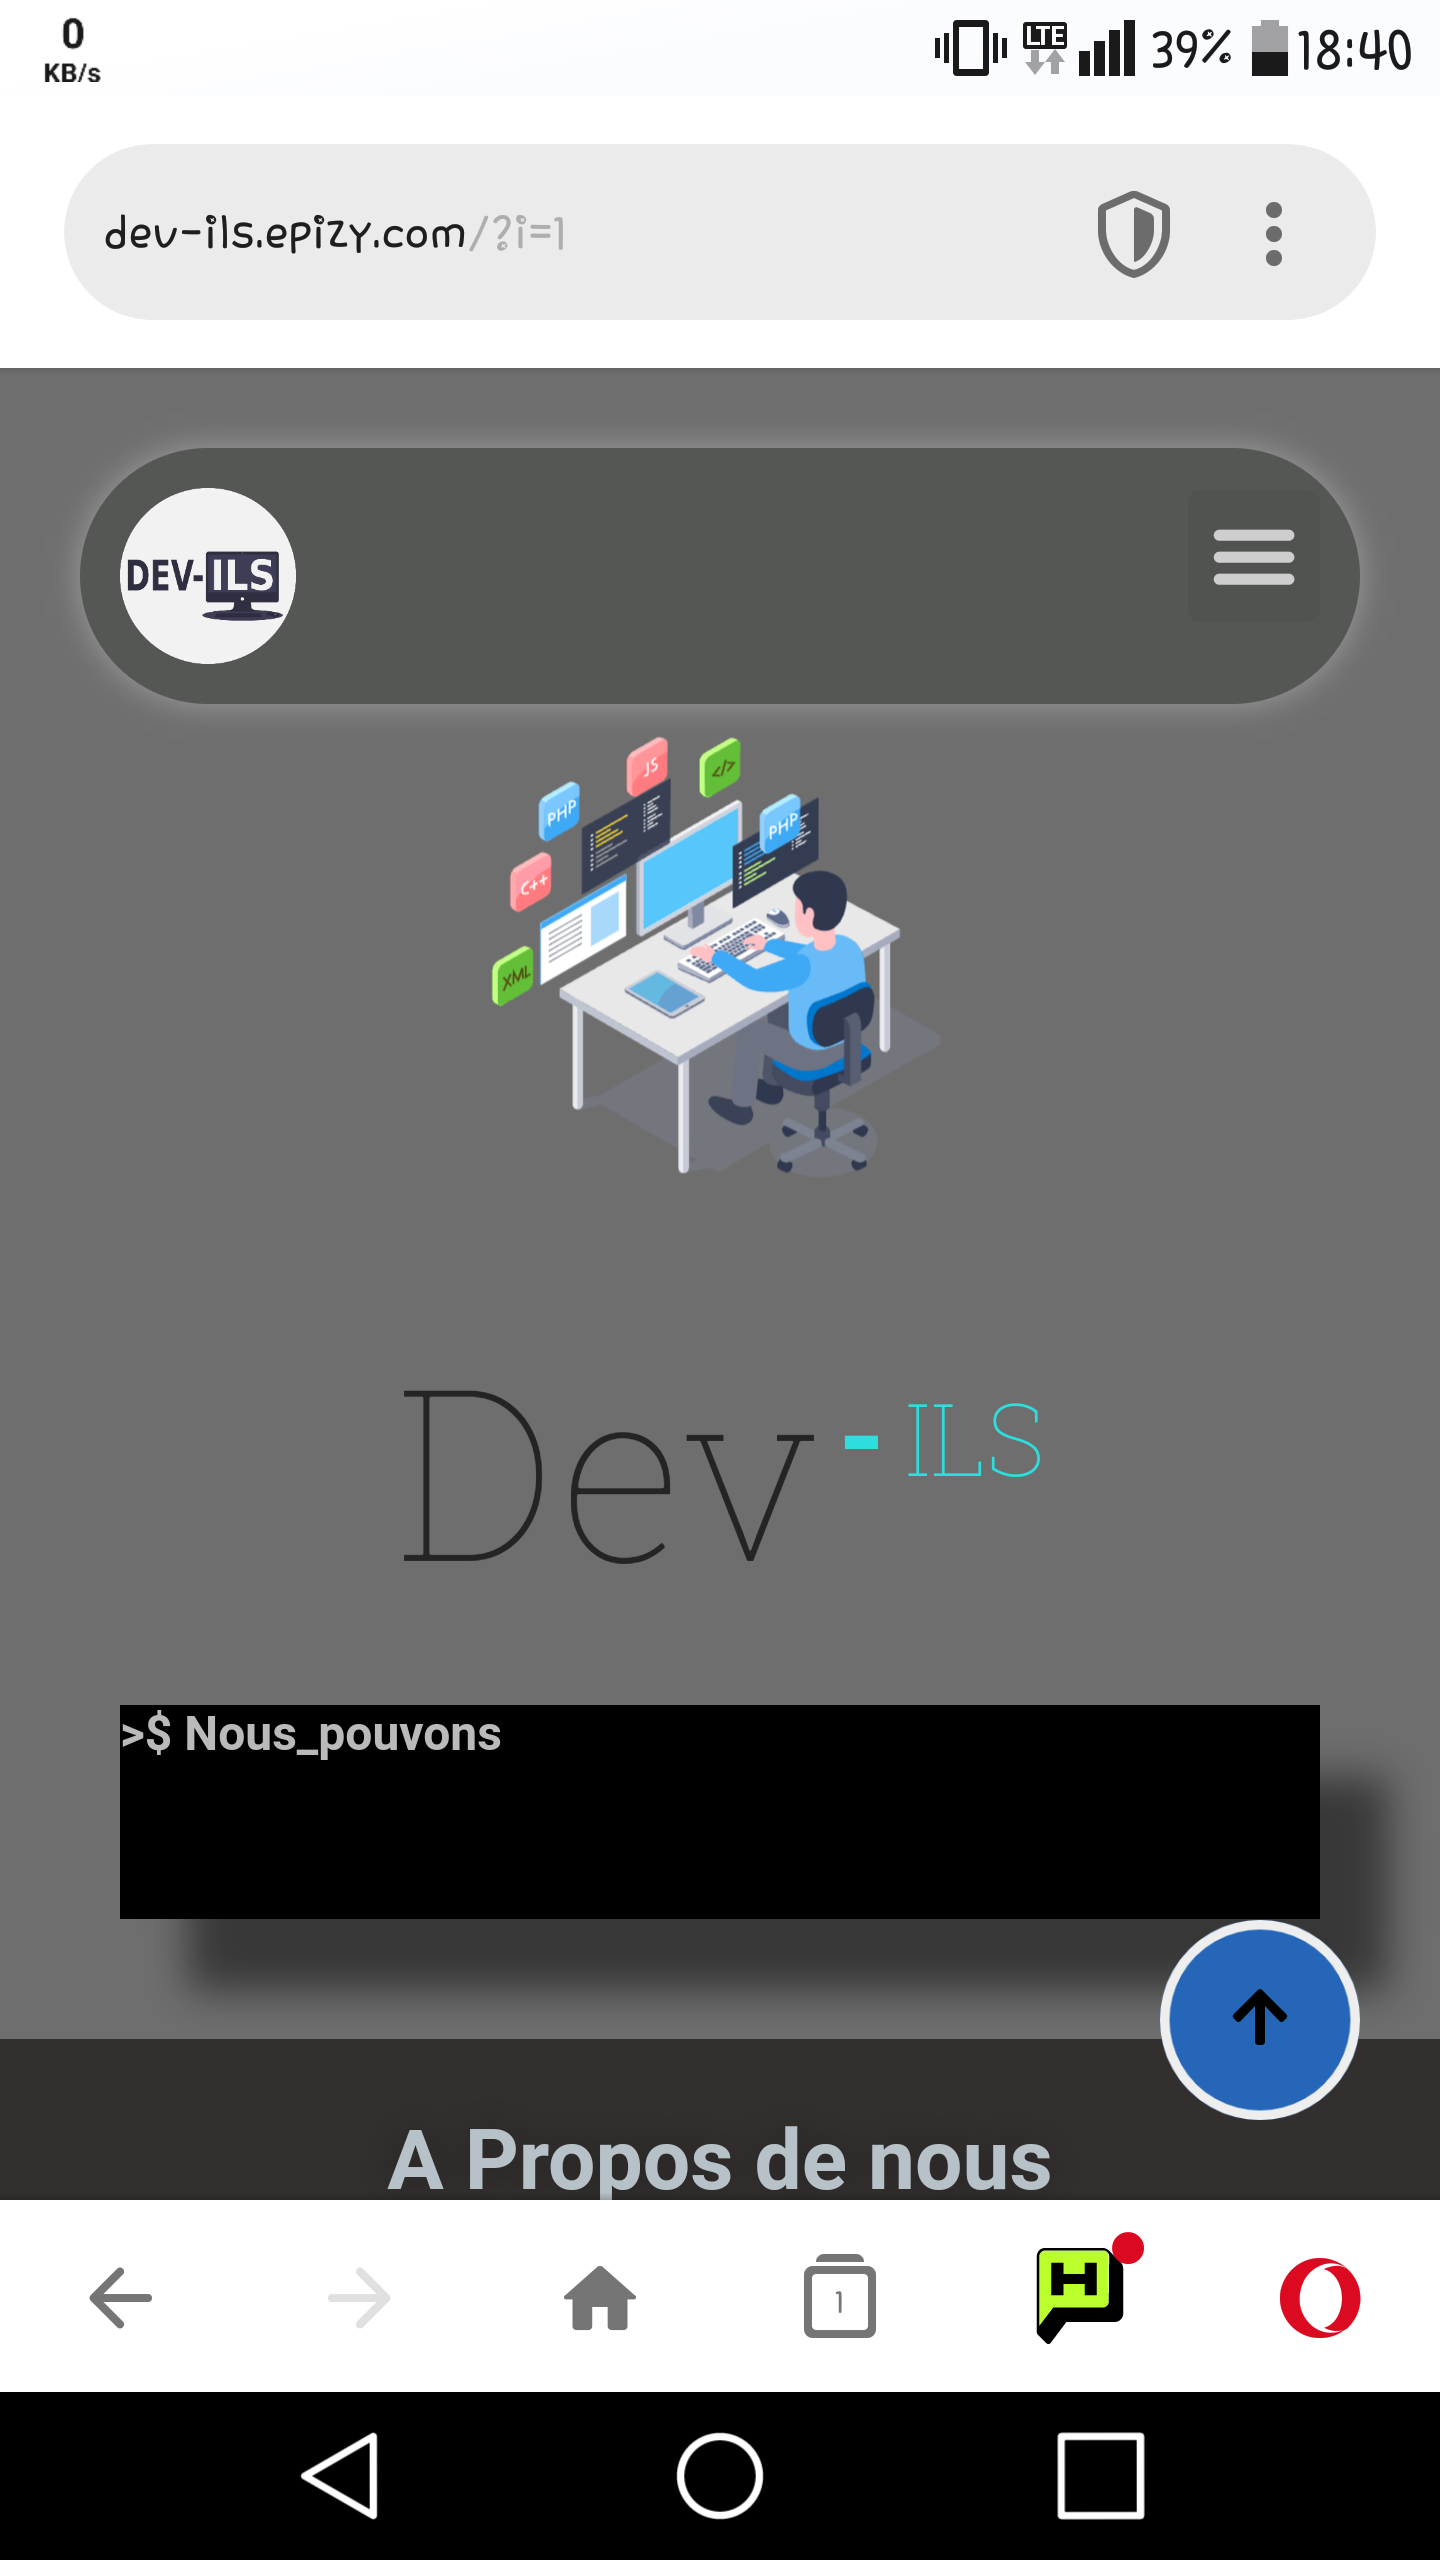 0
KB/s
LTE
39%
18:40
dev-ils.epizy.com/?i=1
DEV-ILS
JS
</>
PHP
PHP
C++
XML
Dev - ILS
>$ Nous_pouvons
A Propos de nous
1
H